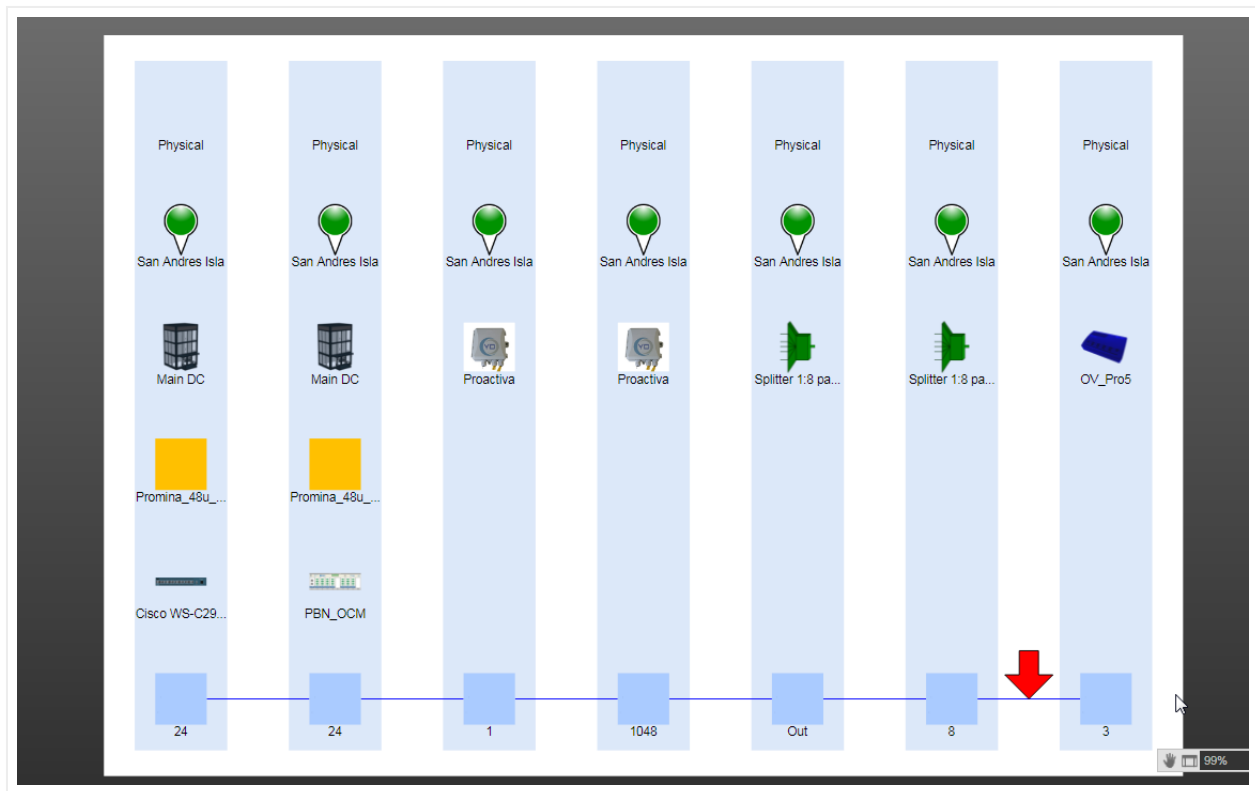 Physical Physical Physical Physical Physical Physical Physical
San Andres Isla San Andres Isla San Andres Isla San Andres Isla San Andres Isla San Andres Isla San Andres Isla
Main DC Main DC Proactiva Proactiva Splitter 1:8 pa... Splitter 1:8 pa... OV_Pro5
Promina_48u_... Promina_48u_...
Cisco WS-C29... PBN_OCM
24 24 1 1048 Out 8 3
99%